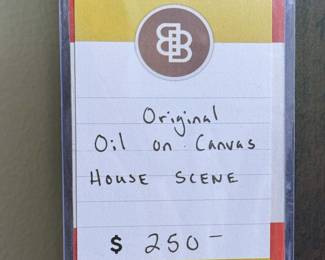 Original
Oil on Canvas
House Scene
$ 250-